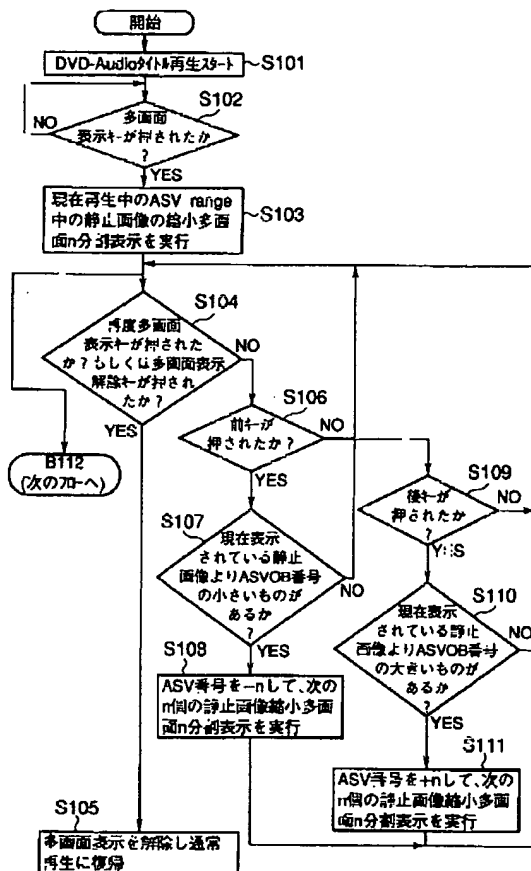 開始
DVD-Audioタイトル再生スタート
S101
S102
多画面
表示キーが押されたか
?
NO
YES
現在再生中のASV range
中の静止画像の縮小多画
面n分割表示を実行
S103
S104
再度多画面
表示キーが押された
か?もしくは多画面表示
解除キーが押され
たか?
NO
YES
B112
(次のフローへ)
S106
前キーが
押されたか?
NO
YES
S109
後キーが
押されたか
?
NO
YES
S107
現在表示
されている静止
画像よりASVOB番号
の小さいものが
あるか
?
NO
YES
S110
現在表示
されている静止
画像よりASVOB番号
の大きいものが
あるか
?
NO
YES
S108
ASV番号を-nして、次の
n個の静止画像縮小多画
面n分割表示を実行
S111
ASV番号を+nして、次の
n個の静止画像縮小多画
面n分割表示を実行
S105
多画面表示を解除し通常
再生に復帰